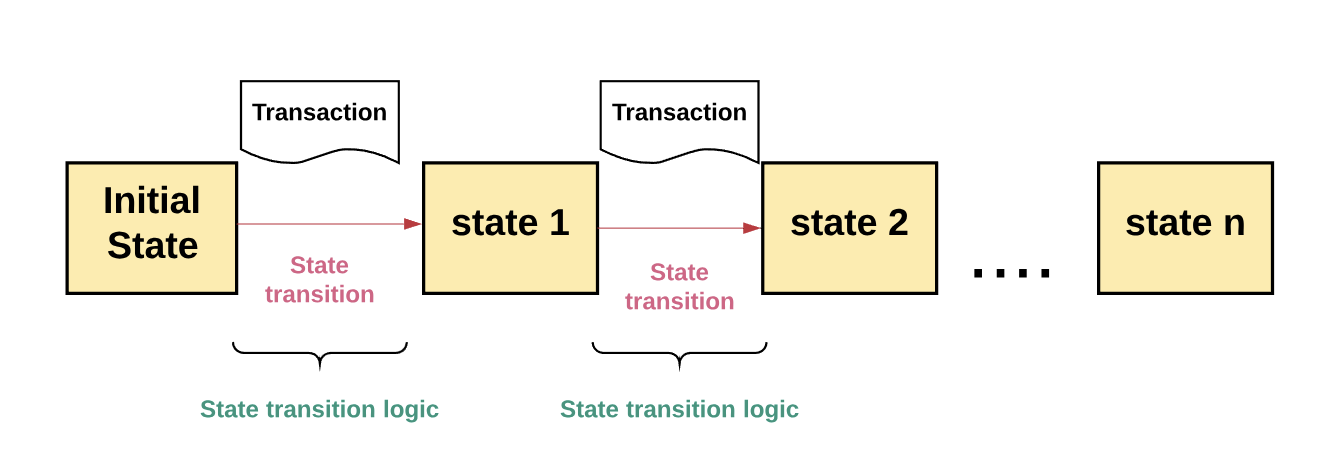 Transaction
Transaction
Initial
State
state 1
state 2
....
state n
State
transition
State
transition
State transition logic
State transition logic